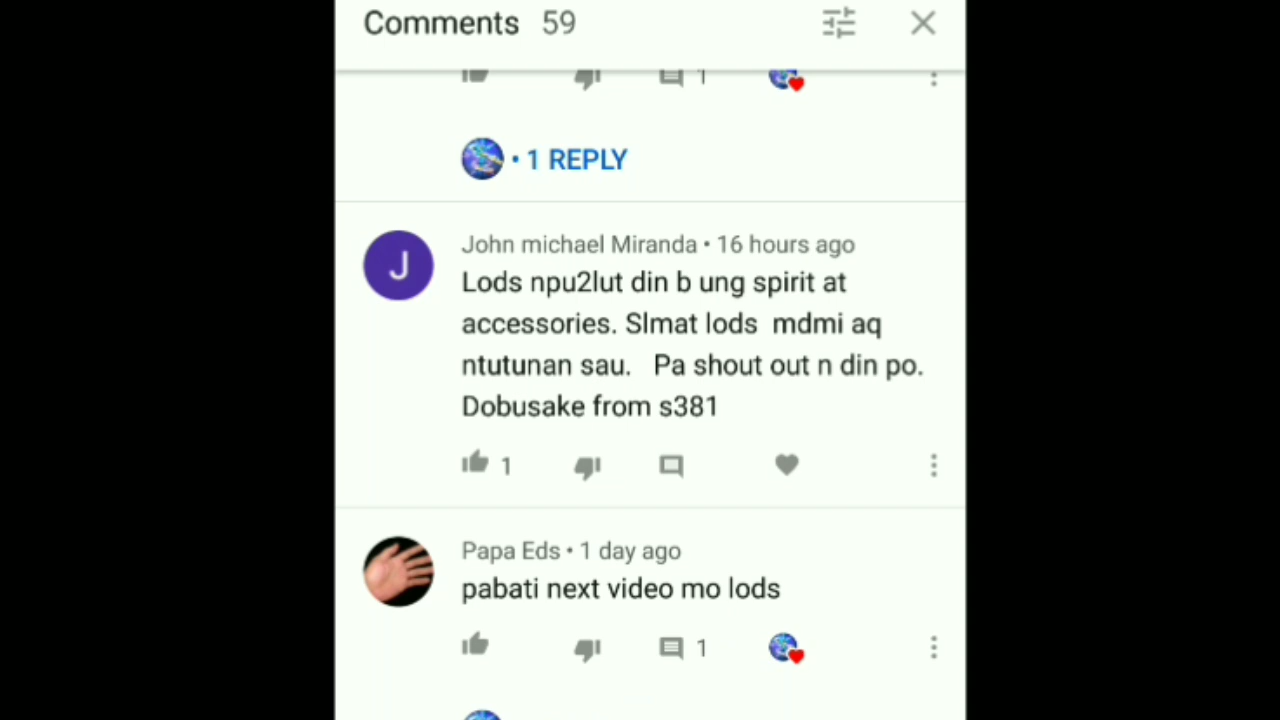 Comments 59
1
• 1 REPLY
J
John michael Miranda • 16 hours ago
Lods npu2lut din b ung spirit at
accessories. Slmat lods  mdmi aq
ntutunan sau.   Pa shout out n din po.
Dobusake from s381
1
Papa Eds • 1 day ago
pabati next video mo lods
1